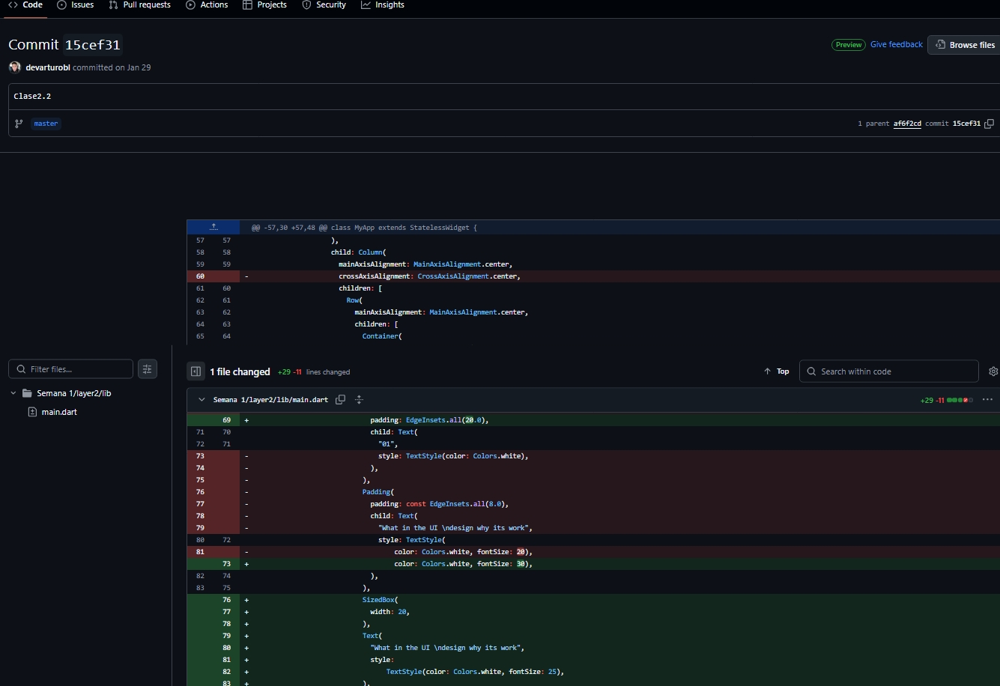 Code Issues Pull requests Actions Projects Security Insights
Commit 15cef31
Preview Give feedback Browse files
devarturobl committed on Jan 29
Clase2.2
master
1 parent af6f2cd commit 15cef31
@@ -57,30 +57,48 @@ class MyApp extends StatelessWidget {
57 57 ),
58 58 child: Column(
59 59 mainAxisAlignment: MainAxisAlignment.center,
60 - crossAxisAlignment: CrossAxisAlignment.center,
61 60 children: [
62 61 Row(
63 62 mainAxisAlignment: MainAxisAlignment.center,
64 63 children: [
65 64 Container(
Filter files...
1 file changed +29 -11 lines changed
Top
Search within code
Semana 1/layer2/lib
main.dart
Semana 1/layer2/lib/main.dart
+29 -11
69 + padding: EdgeInsets.all(20.0),
71 70 child: Text(
72 71 "01",
73 - style: TextStyle(color: Colors.white),
74 - ),
75 - ),
76 - Padding(
77 - padding: const EdgeInsets.all(8.0),
78 - child: Text(
79 - "What in the UI \ndesign why its work",
80 72 style: TextStyle(
81 - color: Colors.white, fontSize: 20),
73 + color: Colors.white, fontSize: 30),
82 74 ),
83 75 ),
76 + SizedBox(
77 + width: 20,
78 + ),
79 + Text(
80 + "What in the UI \ndesign why its work",
81 + style:
82 + TextStyle(color: Colors.white, fontSize: 25),
83 + ),